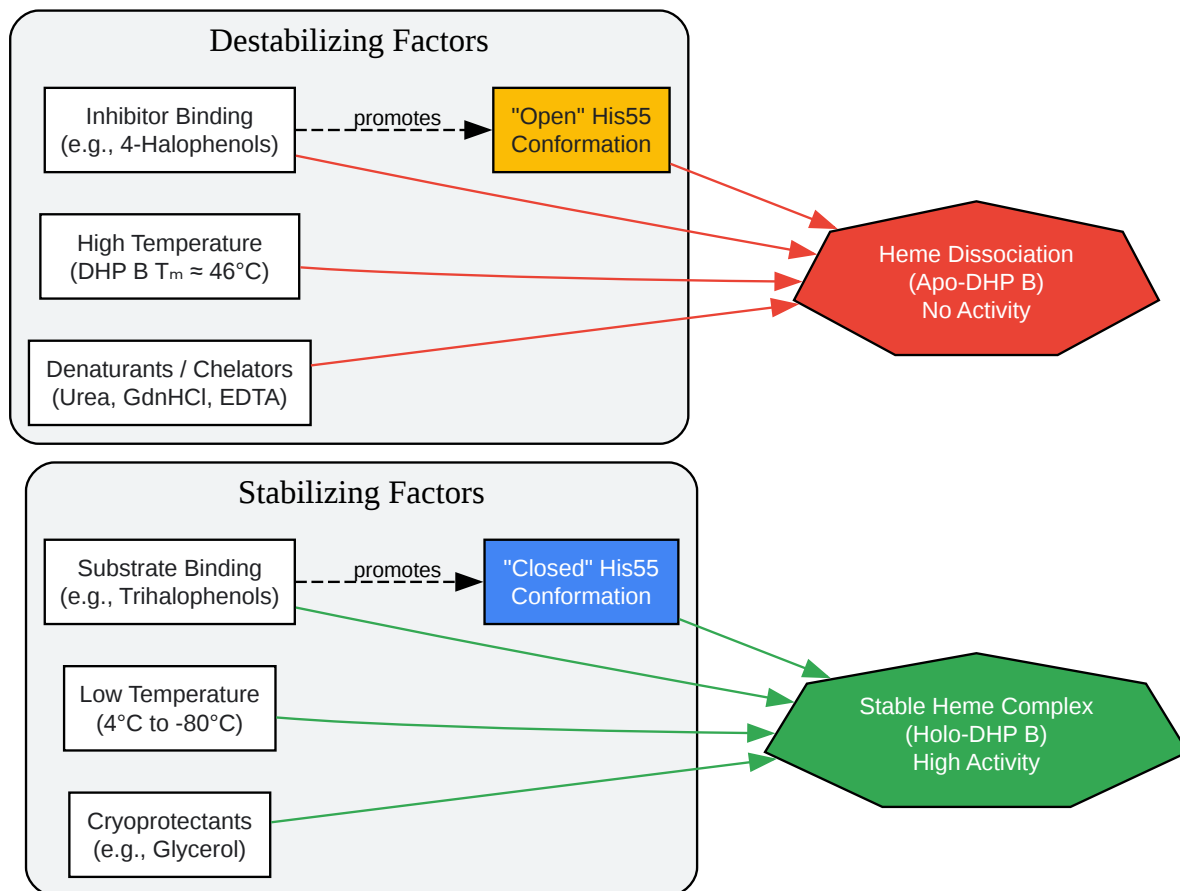 Destabilizing Factors
Inhibitor Binding
(e.g., 4-Halophenols)
promotes
"Open" His55
Conformation
High Temperature
(DHP B Tₘ ≈ 46°C)
Denaturants / Chelators
(Urea, GdnHCl, EDTA)
Heme Dissociation
(Apo-DHP B)
No Activity
Stabilizing Factors
Substrate Binding
(e.g., Trihalophenols)
promotes
"Closed" His55
Conformation
Low Temperature
(4°C to -80°C)
Cryoprotectants
(e.g., Glycerol)
Stable Heme Complex
(Holo-DHP B)
High Activity